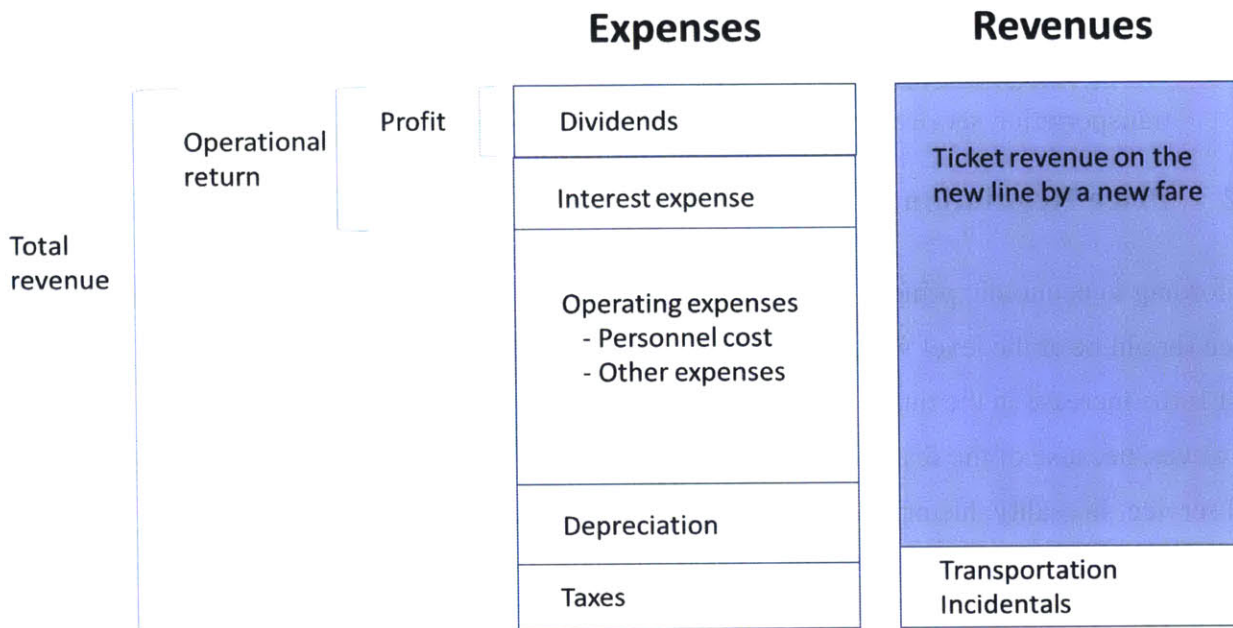 Expenses
Revenues
Total
revenue
Operational
return
Profit
Dividends
Interest expense
Operating expenses
- Personnel cost
- Other expenses
Depreciation
Taxes
Ticket revenue on the
new line by a new fare
Transportation
Incidentals